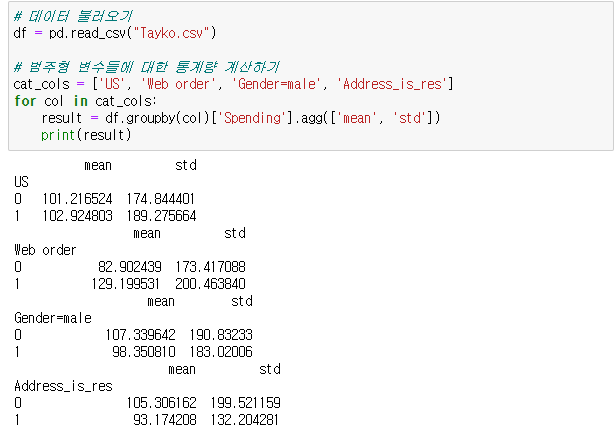 # 데이터 불러오기
df = pd.read_csv("Tayko.csv")
# 범주형 변수들에 대한 통계량 계산하기
cat_cols = ['US', 'Web order', 'Gender=male', 'Address_is_res']
for col in cat_cols:
    result = df.groupby(col)['Spending'].agg(['mean', 'std'])
    print(result)
mean std
US
0 101.216524 174.844401
1 102.924803 189.275664
mean std
Web order
0 82.902439 173.417088
1 129.199531 200.463840
mean std
Gender=male
0 107.339642 190.83233
1 98.350810 183.02006
mean std
Address_is_res
0 105.306162 199.521159
1 93.174208 132.204281